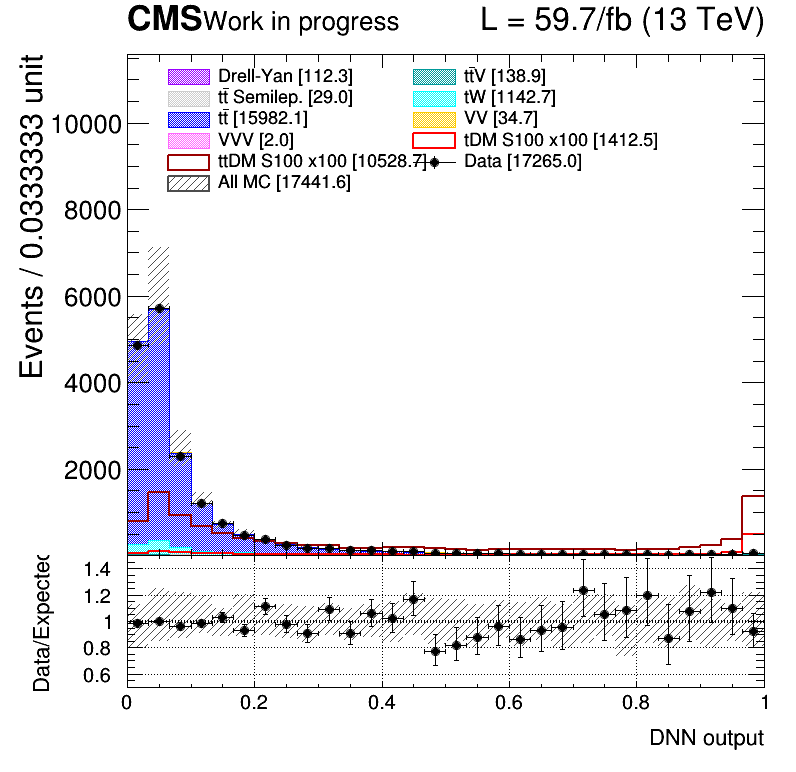 CMS Work in progress L = 59.7/fb (13 TeV)
Events / 0.0333333 unit
10000
8000
6000
4000
2000
Drell-Yan [112.3]
tt̄ Semilep. [29.0]
tt̄ [15982.1]
VVV [2.0]
ttDM S100 x100 [10528.7]
All MC [17441.6]
tt̄V [138.9]
tW [1142.7]
VV [34.7]
tDM S100 x100 [1412.5]
Data [17265.0]
Data/Expected
1.4
1.2
1
0.8
0.6
0 0.2 0.4 0.6 0.8 1
DNN output